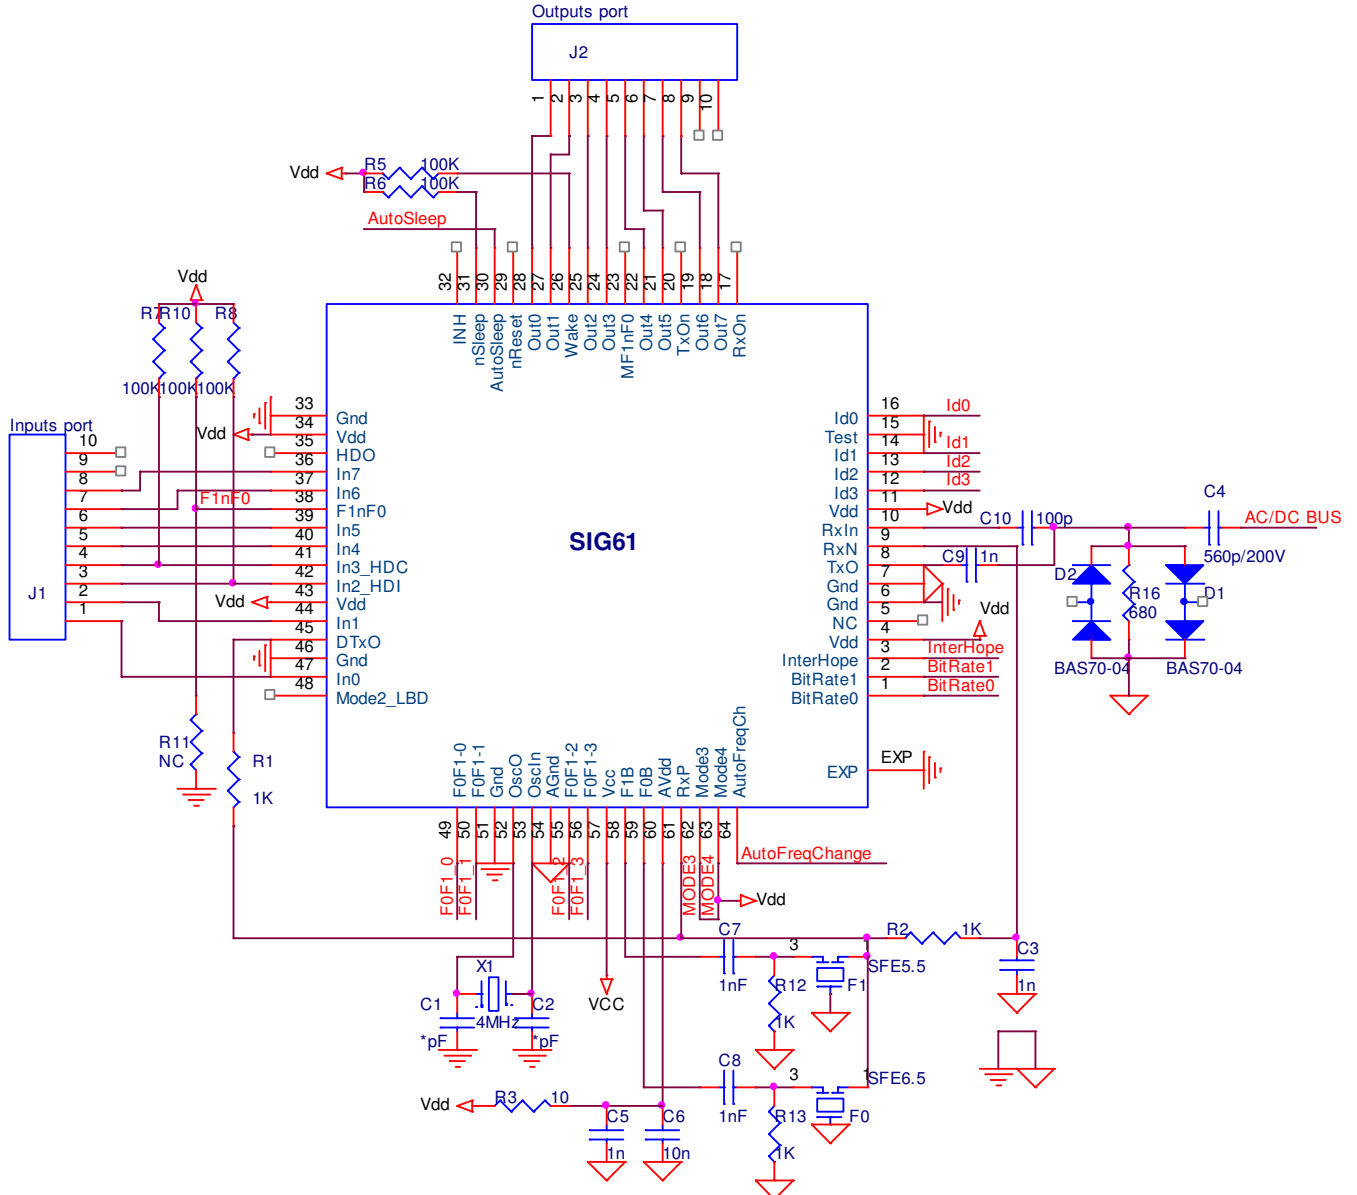 Outputs port
J2
1 2 3 4 5 6 7 8 9 10
Vdd
R5 100K
R6 100K
AutoSleep
32 31 30 29 28 27 26 25 24 23 22 21 20 19 18 17
INH nSleep AutoSleep nReset Out0 Out1 Wake Out2 Out3 MF1nF0 Out4 Out5 TxOn Out6 Out7 RxOn
Vdd
R7 R10 R8
100K 100K 100K
Inputs port
J1
10
9
8
7
6
5
4
3
2
1
F1nF0
Vdd
Vdd
33 Gnd
34 Vdd
35 HDO
36 In7
37 In6
38 F1nF0
39 In5
40 In4
41 In3_HDC
42 In2_HDI
43 Vdd
44 In1
45 DTxO
46 Gnd
47 In0
48 Mode2_LBD
SIG61
16 Id0 Id0
15 Test
14 Id1 Id1
13 Id2 Id2
12 Id3 Id3
11 Vdd Vdd
10 RxIn
9 RxN
8 TxO
7 Gnd
6 Gnd
5 NC
4 Vdd Vdd
3 InterHope InterHope
2 BitRate1 BitRate1
1 BitRate0 BitRate0
EXP EXP
C10 100p
C9 1n
C4
560p/200V
AC/DC BUS
D2
R16
680
D1
BAS70-04 BAS70-04
R11
NC
R1
1K
F0F1-0 F0F1-1 Gnd OscO OscIn AGnd F0F1-2 F0F1-3 Vcc F1B F0B AVdd RxP Mode3 Mode4 AutoFreqCh
49 50 51 52 53 54 55 56 57 58 59 60 61 62 63 64
F0F1_0 F0F1_1 F0F1_2 F0F1_3 MODE3 MODE4
AutoFreqChange
Vdd
X1
4MHz
C1
*pF
C2
*pF
VCC
C7
1nF
3 1
R12
1K
F1
SFE5.5
R2 1K
C3
1n
C8
1nF
3 1
R13
1K
F0
SFE6.5
Vdd
R3 10
C5
1n
C6
10n